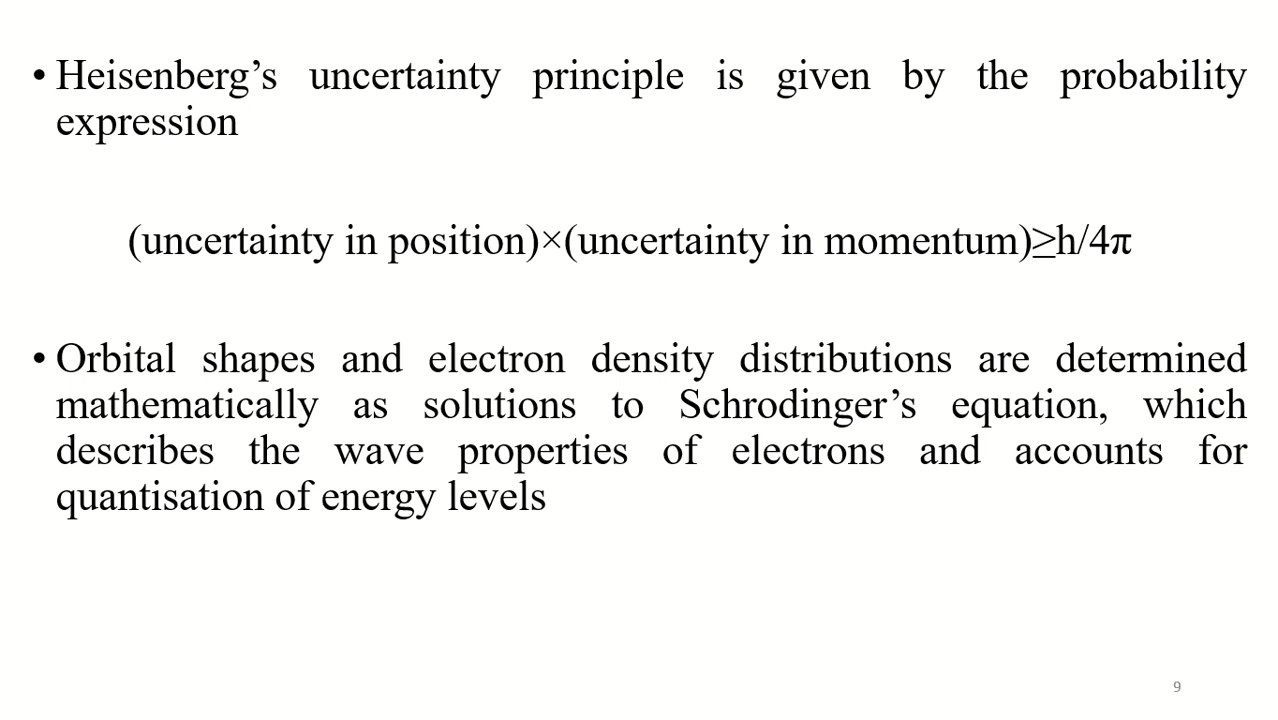 • Heisenberg’s uncertainty principle is given by the probability
expression
(uncertainty in position)×(uncertainty in momentum)≥h/4π
• Orbital shapes and electron density distributions are determined
mathematically as solutions to Schrodinger’s equation, which
describes the wave properties of electrons and accounts for
quantisation of energy levels
9